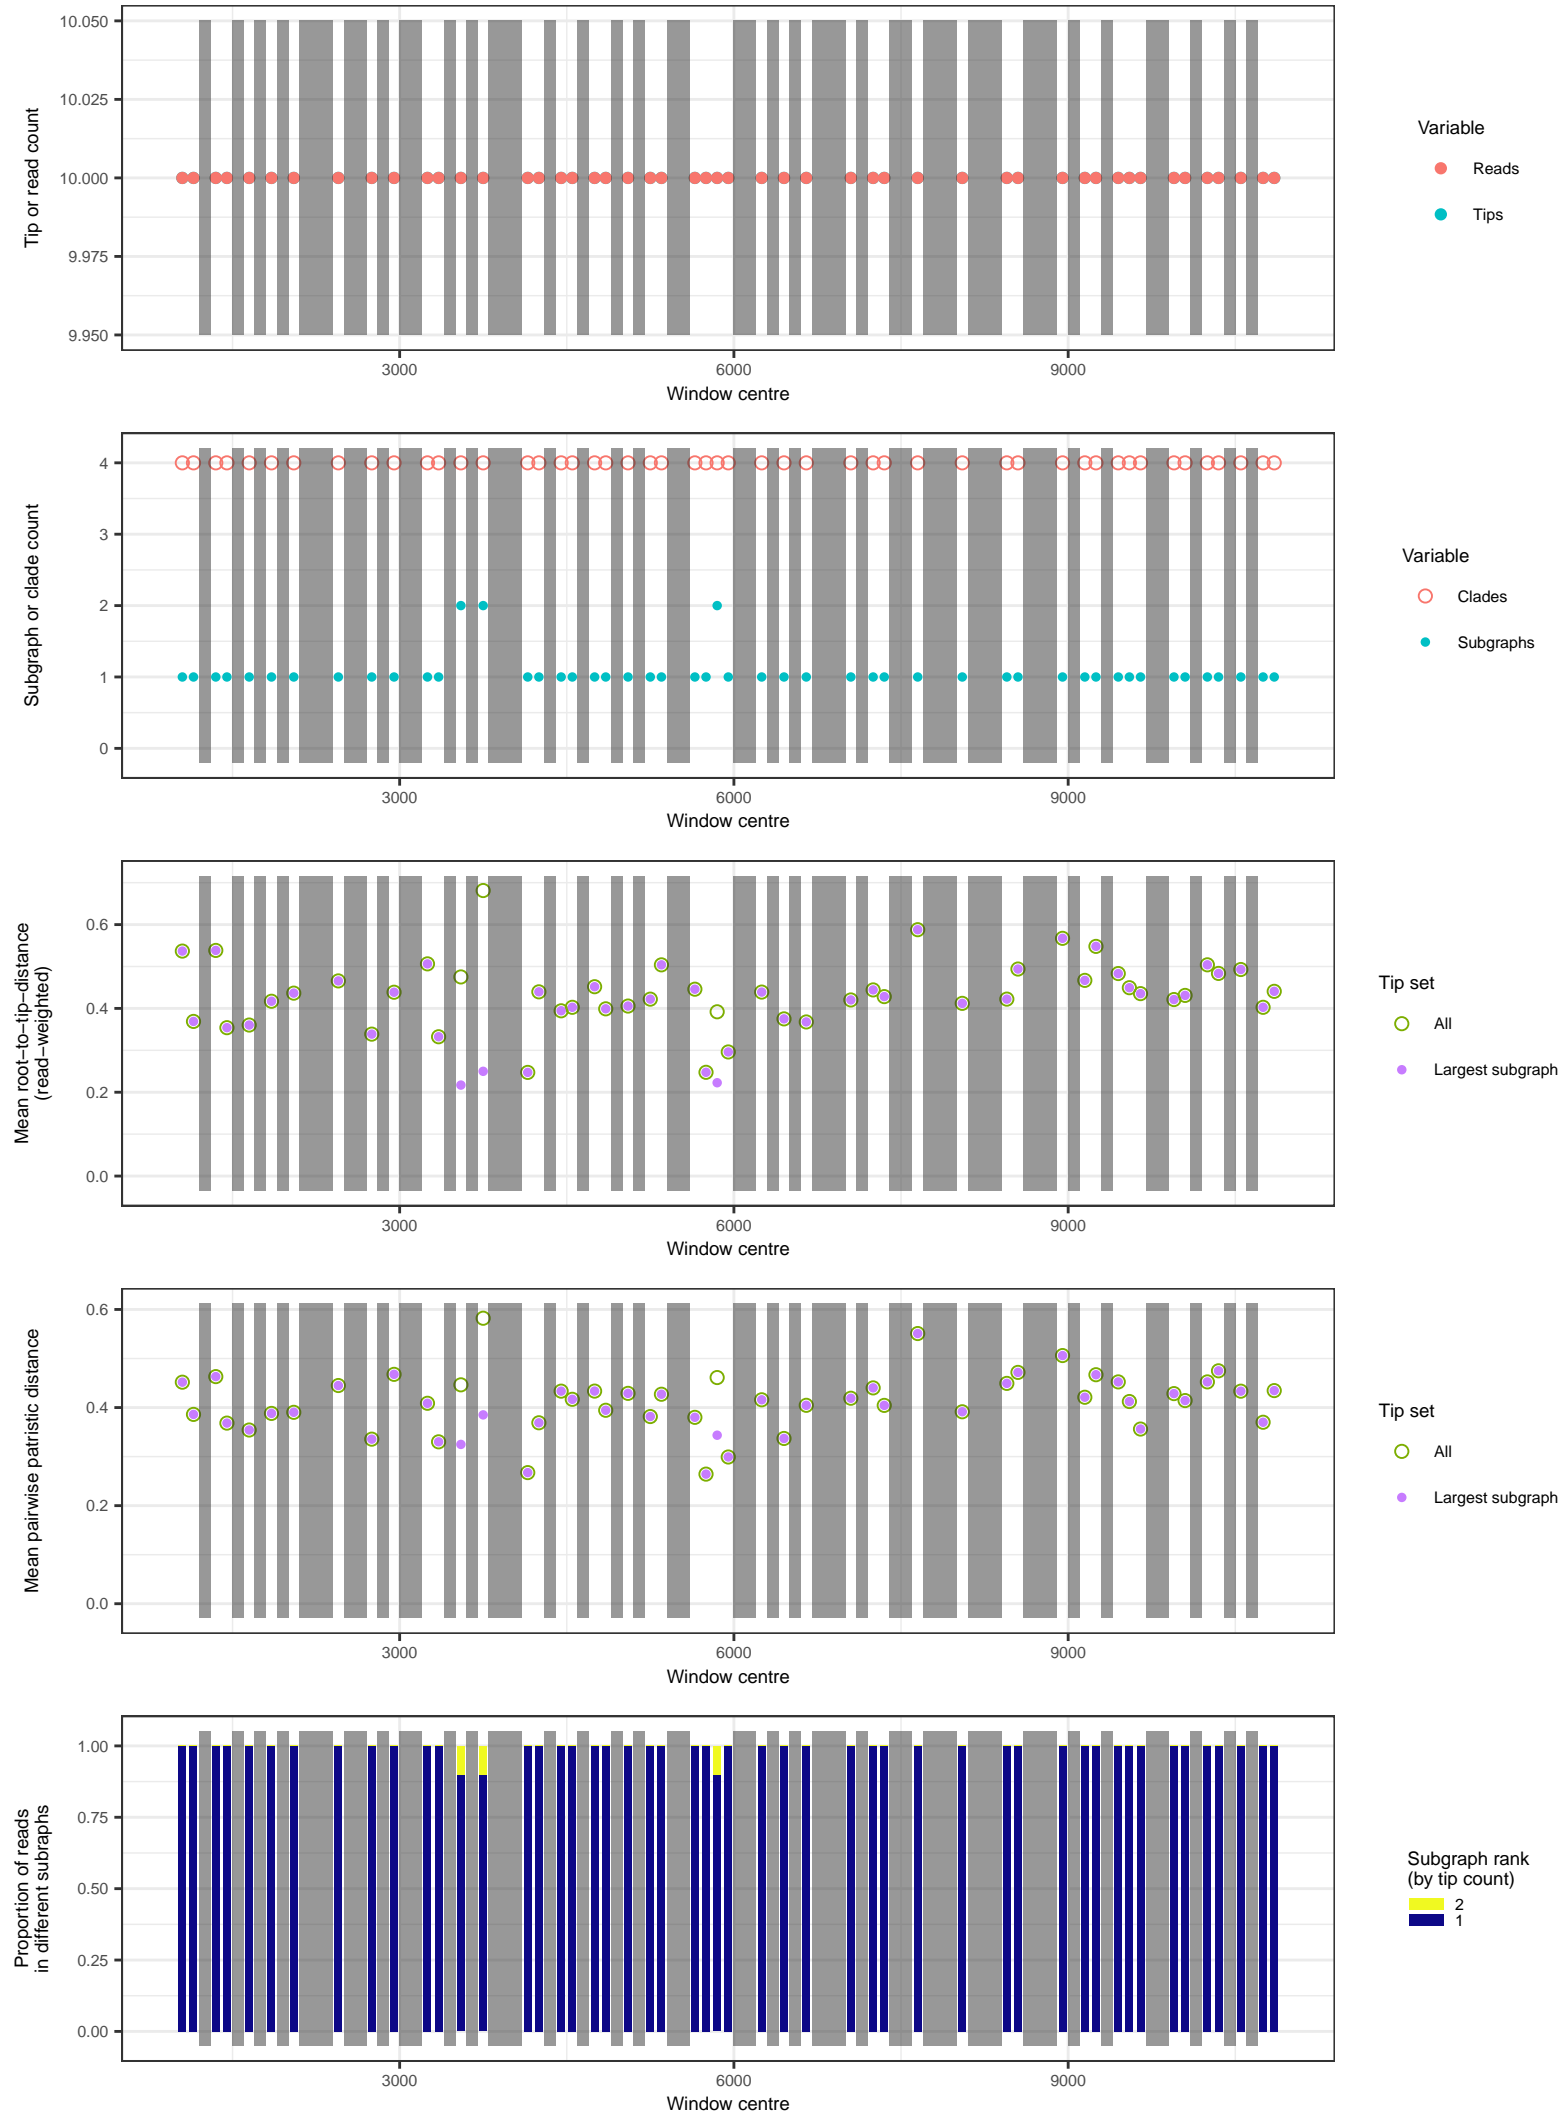 10.050
10.025
10.000
9.975
9.950
Tip or read count
3000
6000
9000
Window centre
Variable
Reads
Tips
4
3
2
1
0
Subgraph or clade count
3000
6000
9000
Window centre
Variable
Clades
Subgraphs
0.6
0.4
0.2
0.0
Mean root-to-tip-distance
(read-weighted)
3000
6000
9000
Window centre
Tip set
All
Largest subgraph
0.6
0.4
0.2
0.0
Mean pairwise patristic distance
3000
6000
9000
Window centre
Tip set
All
Largest subgraph
1.00
0.75
0.50
0.25
0.00
Proportion of reads
in different subraphs
3000
6000
9000
Window centre
Subgraph rank
(by tip count)
2
1